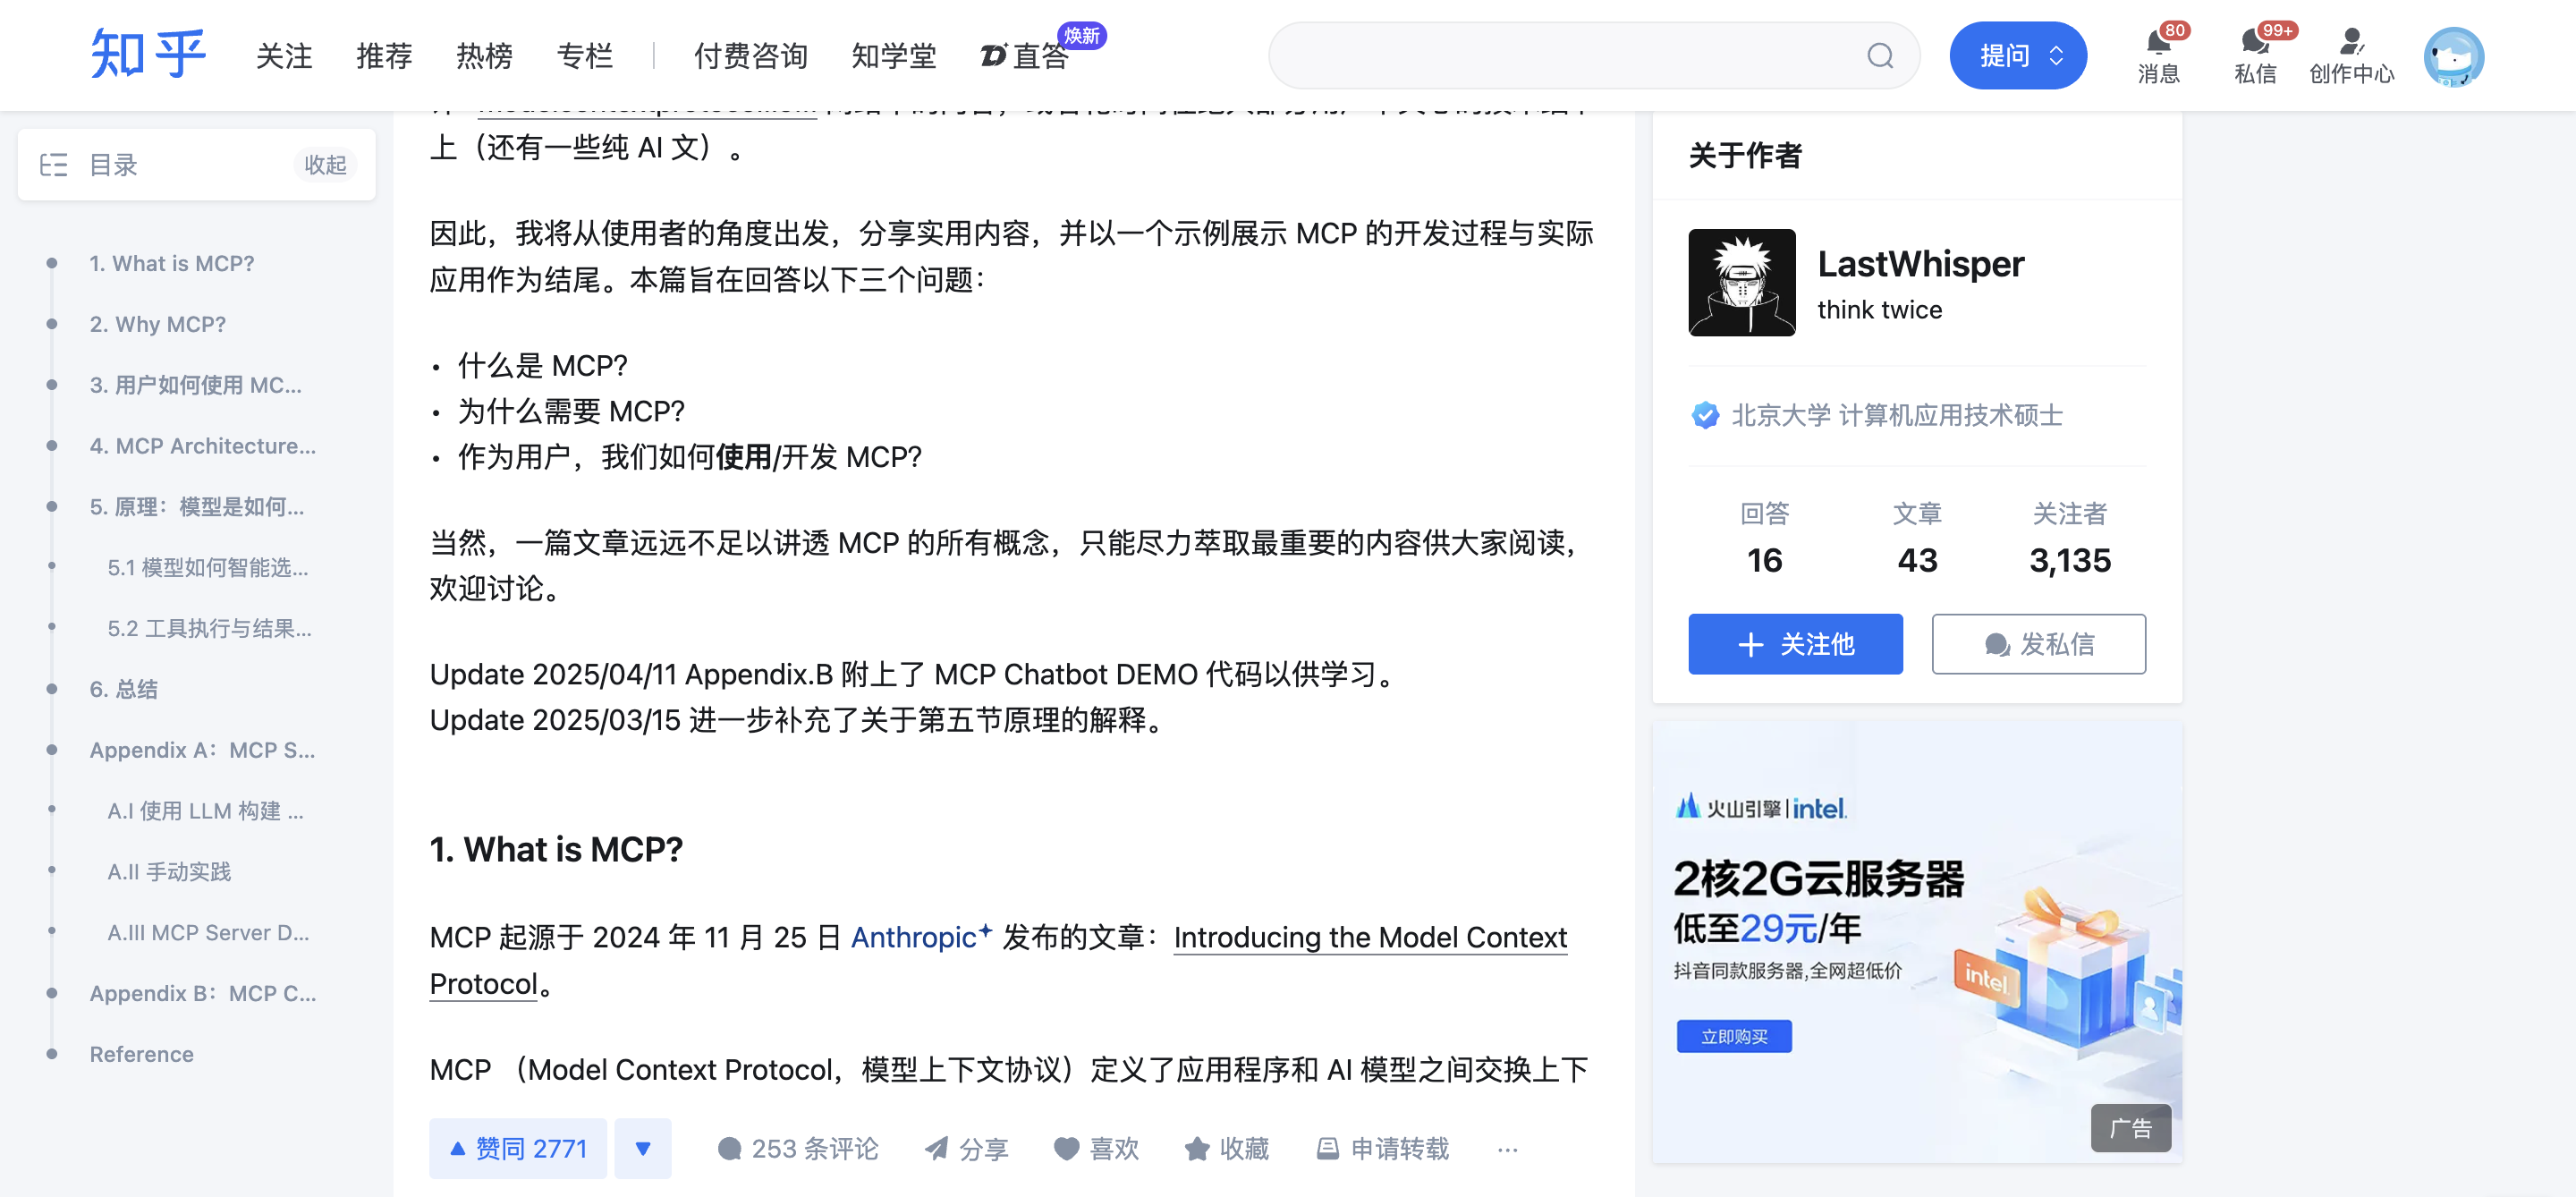 知乎 关注 推荐 热榜 专栏 付费咨询 知学堂 直答 焕新 提问 80 消息 99+ 私信 创作中心
目录 收起
1. What is MCP?
2. Why MCP?
3. 用户如何使用 MC...
4. MCP Architecture...
5. 原理：模型是如何...
5.1 模型如何智能选...
5.2 工具执行与结果...
6. 总结
Appendix A：MCP S...
A.I 使用 LLM 构建 ...
A.II 手动实践
A.III MCP Server D...
Appendix B：MCP C...
Reference
上（还有一些纯 AI 文）。
因此，我将从使用者的角度出发，分享实用内容，并以一个示例展示 MCP 的开发过程与实际
应用作为结尾。本篇旨在回答以下三个问题：
• 什么是 MCP？
• 为什么需要 MCP？
• 作为用户，我们如何使用/开发 MCP？
当然，一篇文章远远不足以讲透 MCP 的所有概念，只能尽力萃取最重要的内容供大家阅读，
欢迎讨论。
Update 2025/04/11 Appendix.B 附上了 MCP Chatbot DEMO 代码以供学习。
Update 2025/03/15 进一步补充了关于第五节原理的解释。
1. What is MCP?
MCP 起源于 2024 年 11 月 25 日 Anthropic 发布的文章：Introducing the Model Context
Protocol。
MCP （Model Context Protocol，模型上下文协议）定义了应用程序和 AI 模型之间交换上下
赞同 2771 253 条评论 分享 喜欢 收藏 申请转载 ...
关于作者
LastWhisper
think twice
北京大学 计算机应用技术硕士
回答 文章 关注者
16 43 3,135
关注他 发私信
火山引擎 | intel.
2核2G云服务器
低至29元/年
抖音同款服务器,全网超低价
intel.
立即购买
广告